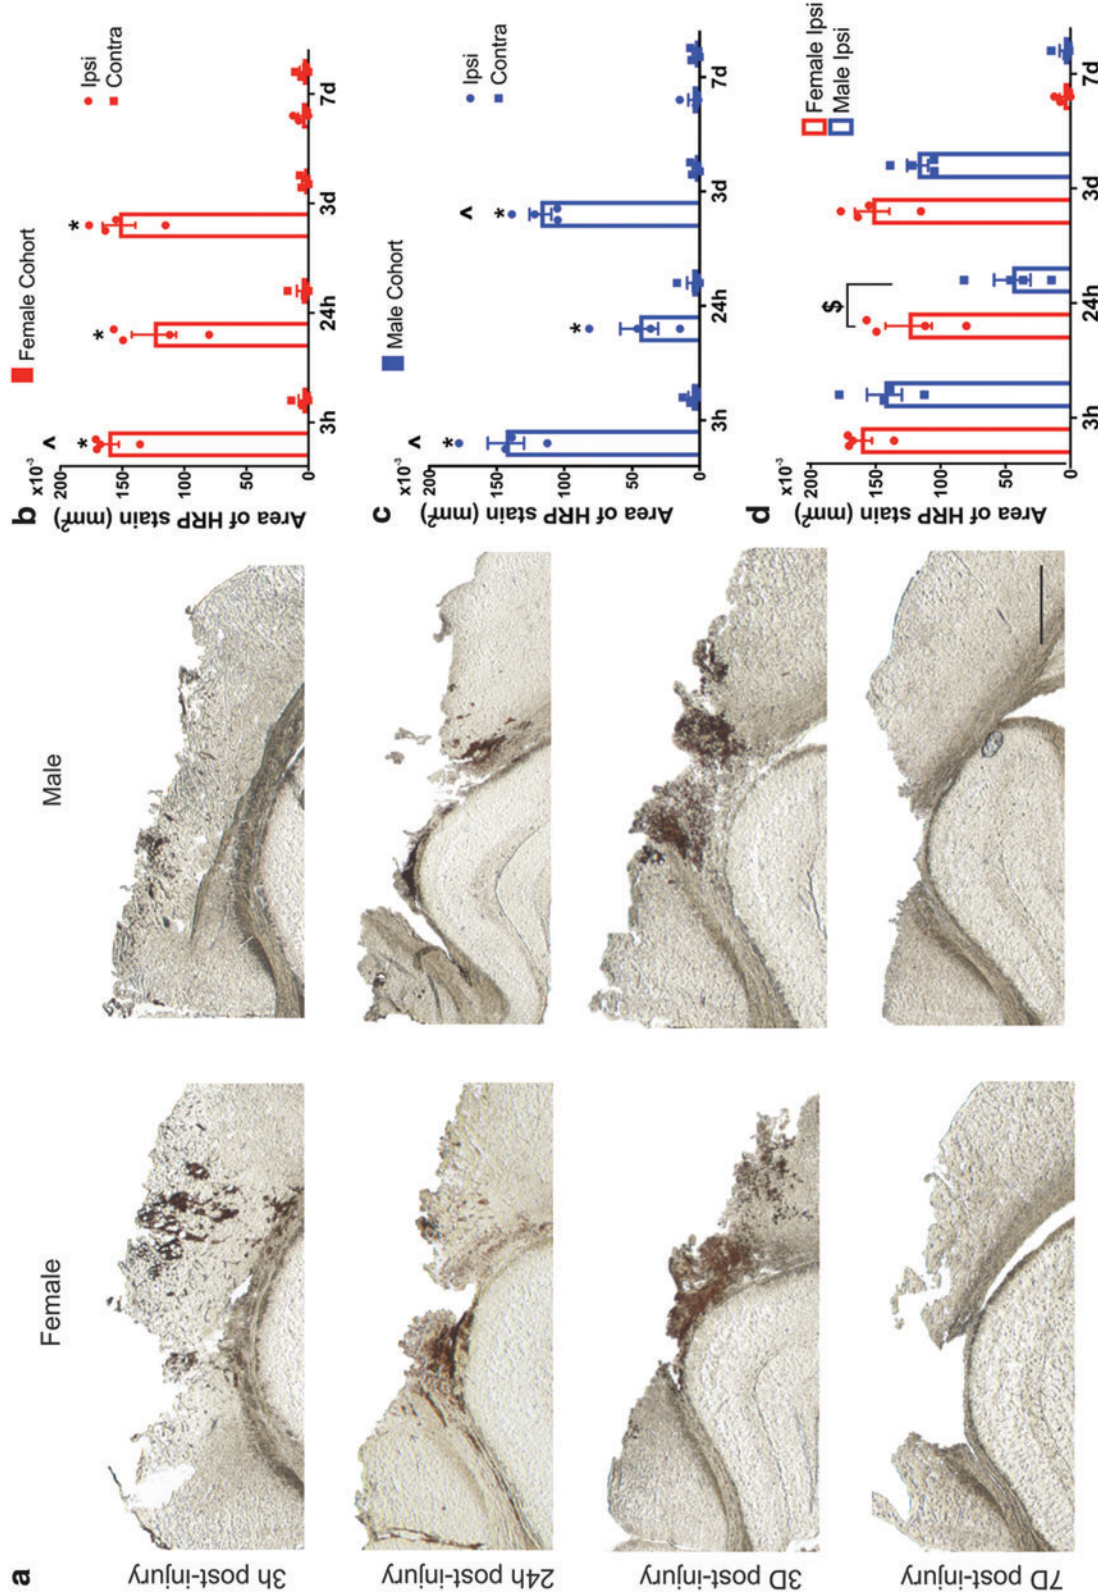 a
Female
Male
3h post-injury
24h post-injury
3D post-injury
7D post-injury
b
Female Cohort
Ipsi
Contra
x10⁻³
Area of HRP stain (mm²)
200
150
100
50
0
^
*
*
*
3h
24h
3d
7d
c
Male Cohort
Ipsi
Contra
x10⁻³
Area of HRP stain (mm²)
200
150
100
50
0
^
*
*
^
*
3h
24h
3d
7d
d
Female Ipsi
Male Ipsi
x10⁻³
Area of HRP stain (mm²)
200
150
100
50
0
$
3h
24h
3d
7d